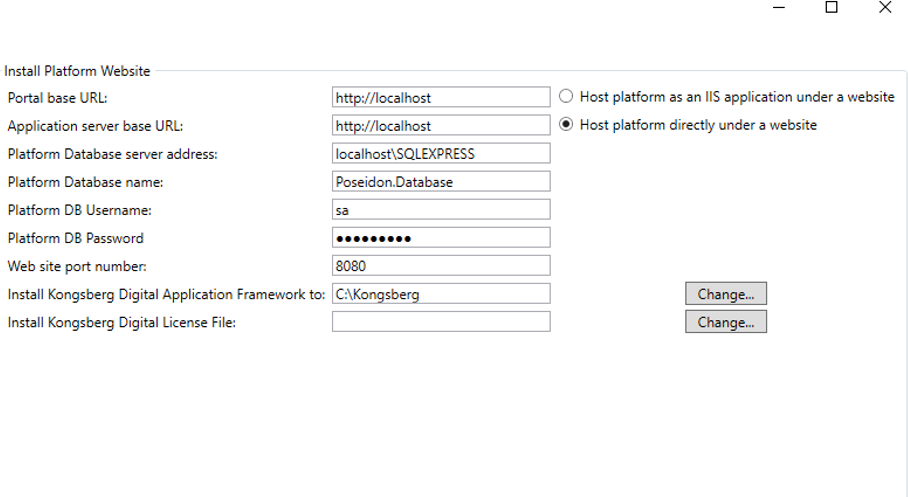 Install Platform Website
Portal base URL: http://localhost Host platform as an IIS application under a website
Application server base URL: http://localhost Host platform directly under a website
Platform Database server address: localhost\SQLEXPRESS
Platform Database name: Poseidon.Database
Platform DB Username: sa
Platform DB Password ●●●●●●●●●
Web site port number: 8080
Install Kongsberg Digital Application Framework to: C:\Kongsberg Change...
Install Kongsberg Digital License File: Change...